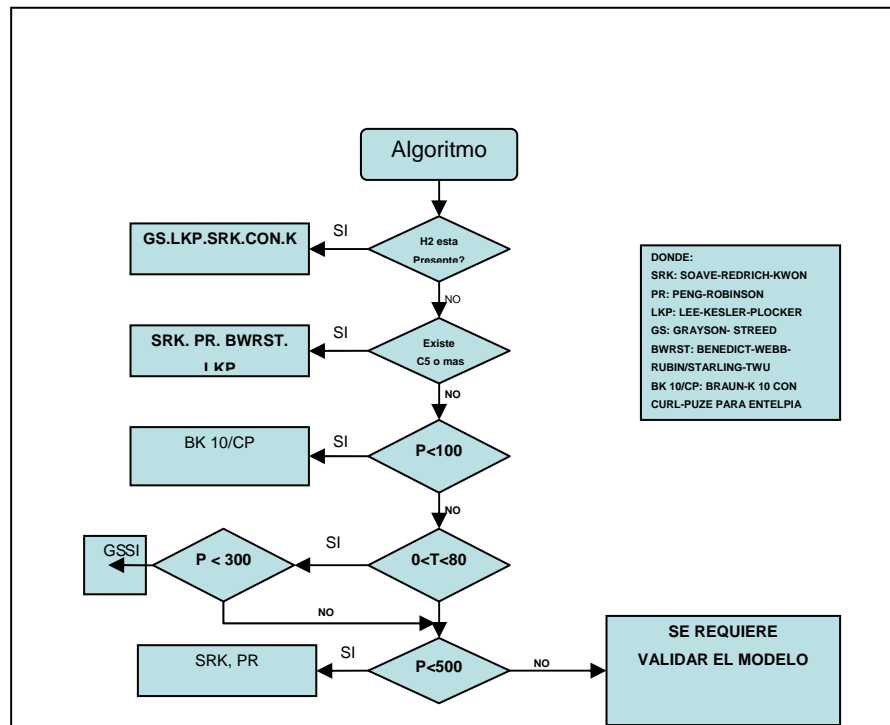 Algoritmo
GS.LKP.SRK.CON.K
SI
H2 esta
Presente?
NO
SRK. PR. BWRST.
LKP
SI
Existe
C5 o mas
NO
BK 10/CP
SI
P<100
NO
GSSI
P < 300
SI
0<T<80
NO
SRK, PR
SI
P<500
NO
SE REQUIERE
VALIDAR EL MODELO
DONDE:
SRK: SOAVE-REDRICH-KWON
PR: PENG-ROBINSON
LKP: LEE-KESLER-PLOCKER
GS: GRAYSON- STREED
BWRST: BENEDICT-WEBB-
RUBIN/STARLING-TWU
BK 10/CP: BRAUN-K 10 CON
CURL-PUZE PARA ENTELPIA